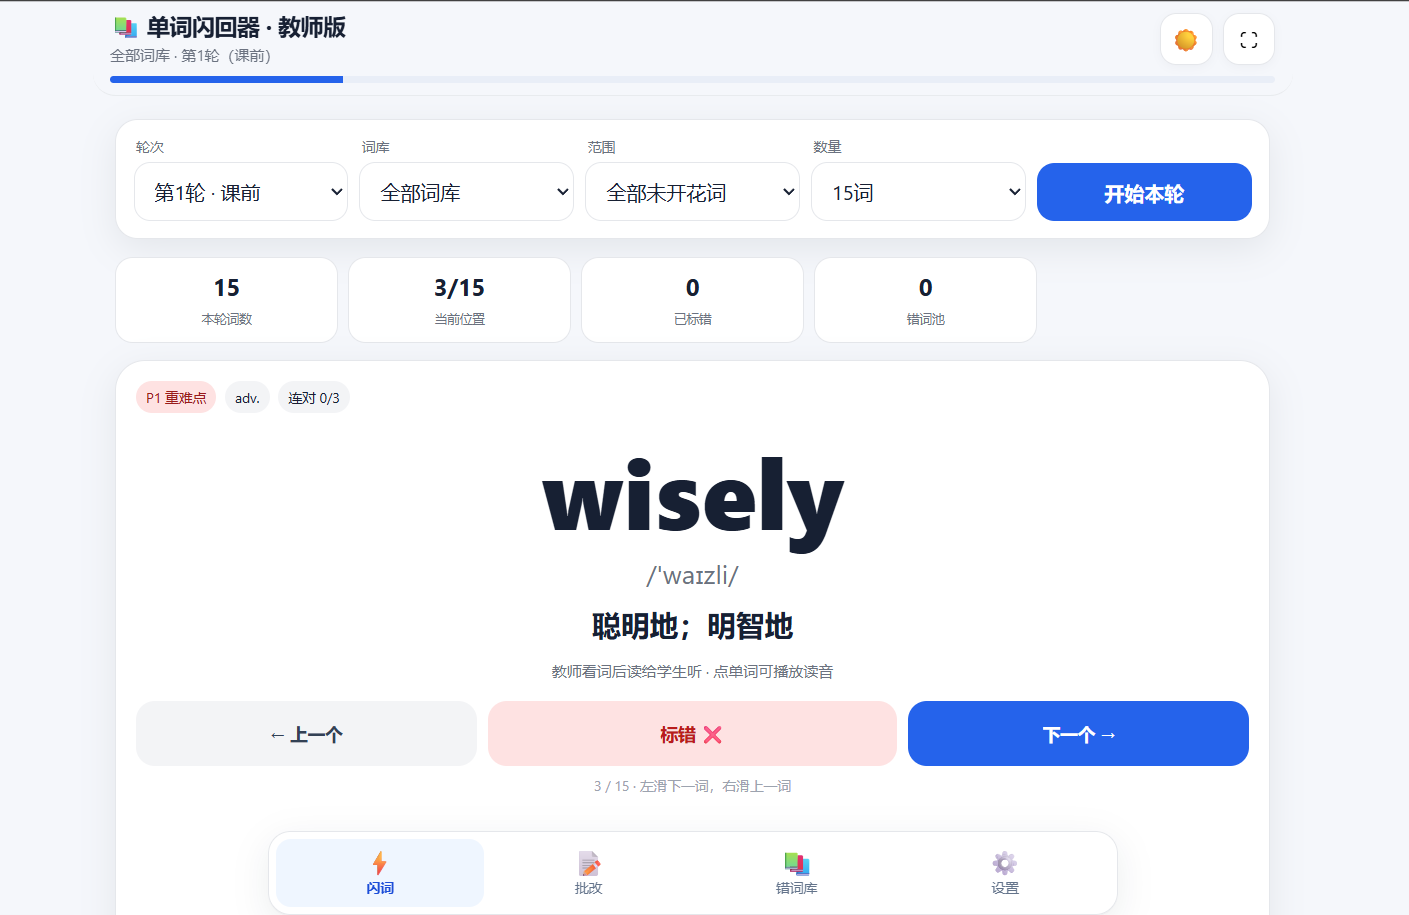 单词闪回器 · 教师版
全部词库 · 第1轮（课前）
轮次
词库
范围
数量
第1轮 · 课前
全部词库
全部未开花词
15词
开始本轮
15
3/15
0
0
本轮词数
当前位置
已标错
错词池
P1 重难点
adv.
连对 0/3
wisely
/'waɪzli/
聪明地；明智地
教师看词后读给学生听 · 点单词可播放读音
← 上一个
标错 ❌
下一个 →
3 / 15 · 左滑下一词，右滑上一词
闪词
批改
错词库
设置